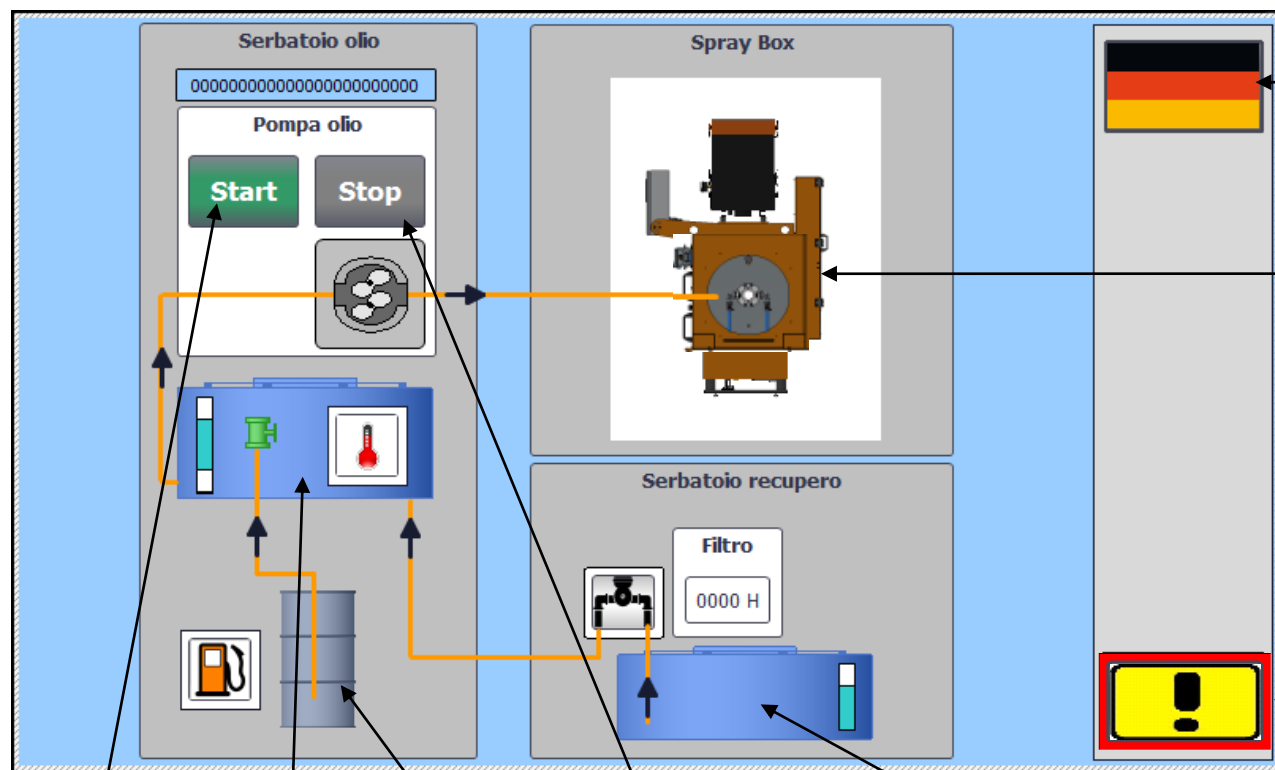 Serbatoio olio
000000000000000000000000
Pompa olio
Start
Stop
Spray Box
Serbatoio recupero
Filtro
0000 H